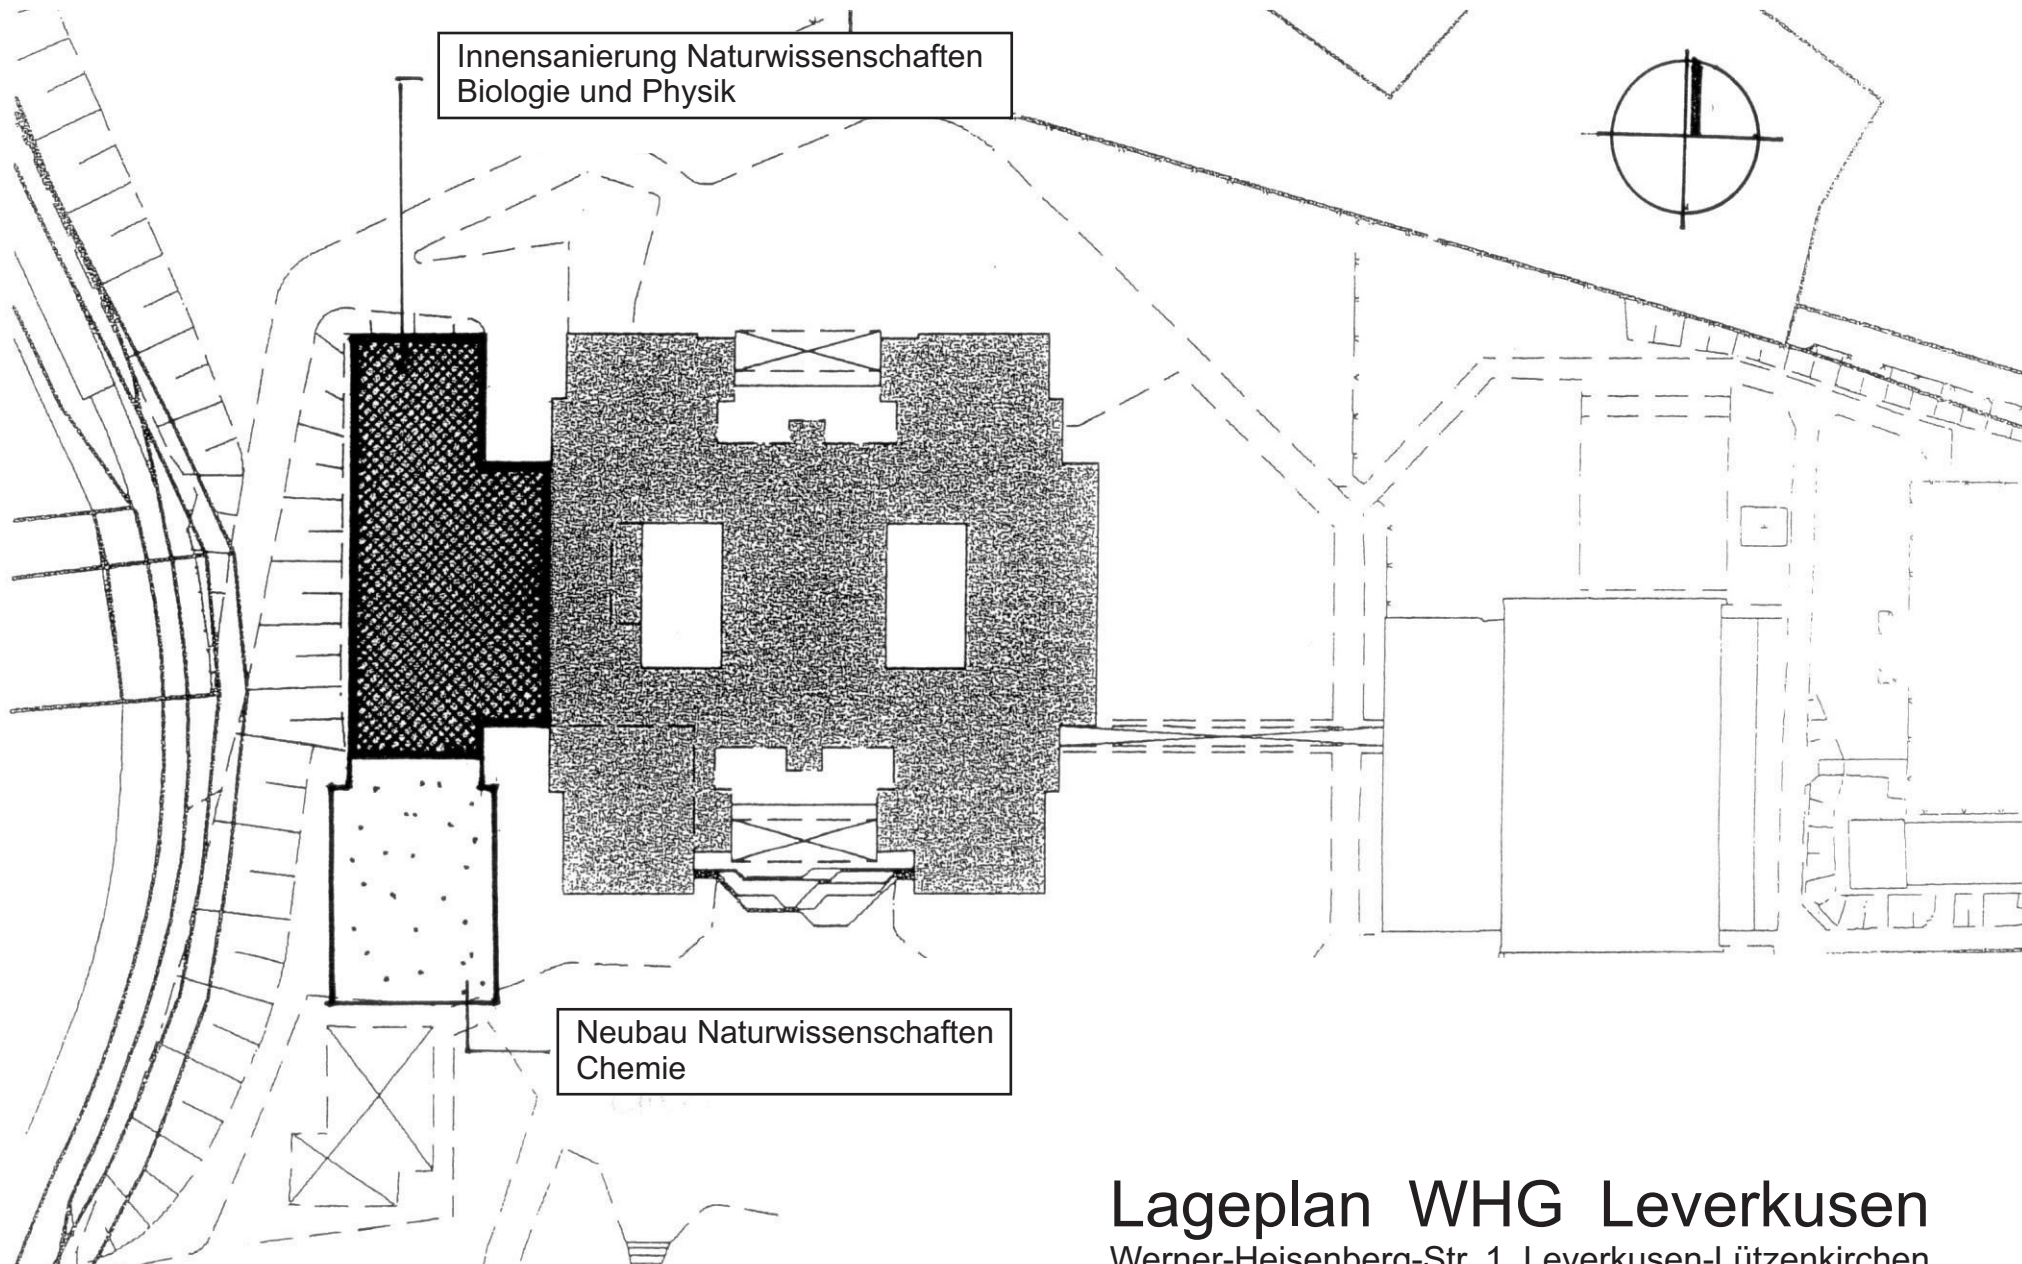 Innensanierung Naturwissenschaften
Biologie und Physik
Neubau Naturwissenschaften
Chemie
Lageplan WHG Leverkusen
Werner-Heisenberg-Str. 1, Leverkusen-Lützenkirchen